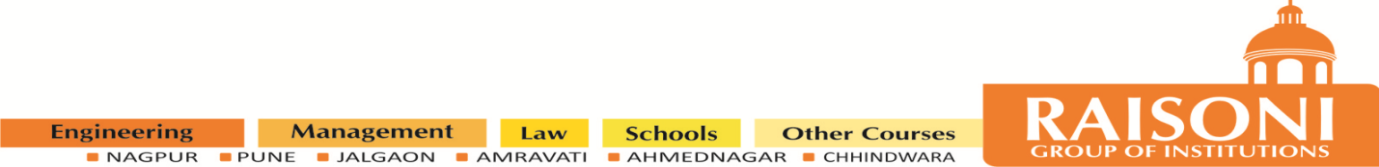 Engineering Management Law Schools Other Courses
NAGPUR PUNE JALGAON AMRAVATI AHMEDNAGAR CHHINDWARA
RAISONI
GROUP OF INSTITUTIONS